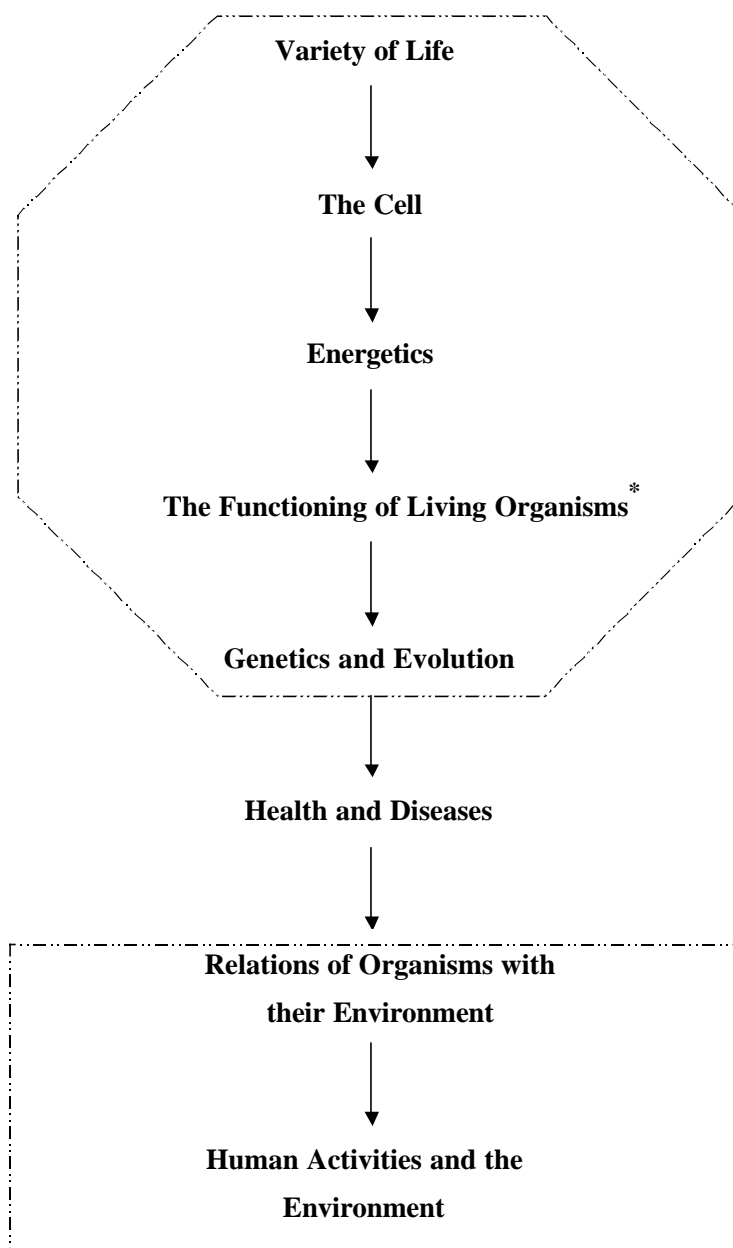 Variety of Life
The Cell
Energetics
The Functioning of Living Organisms*
Genetics and Evolution
Health and Diseases
Relations of Organisms with
their Environment
Human Activities and the
Environment